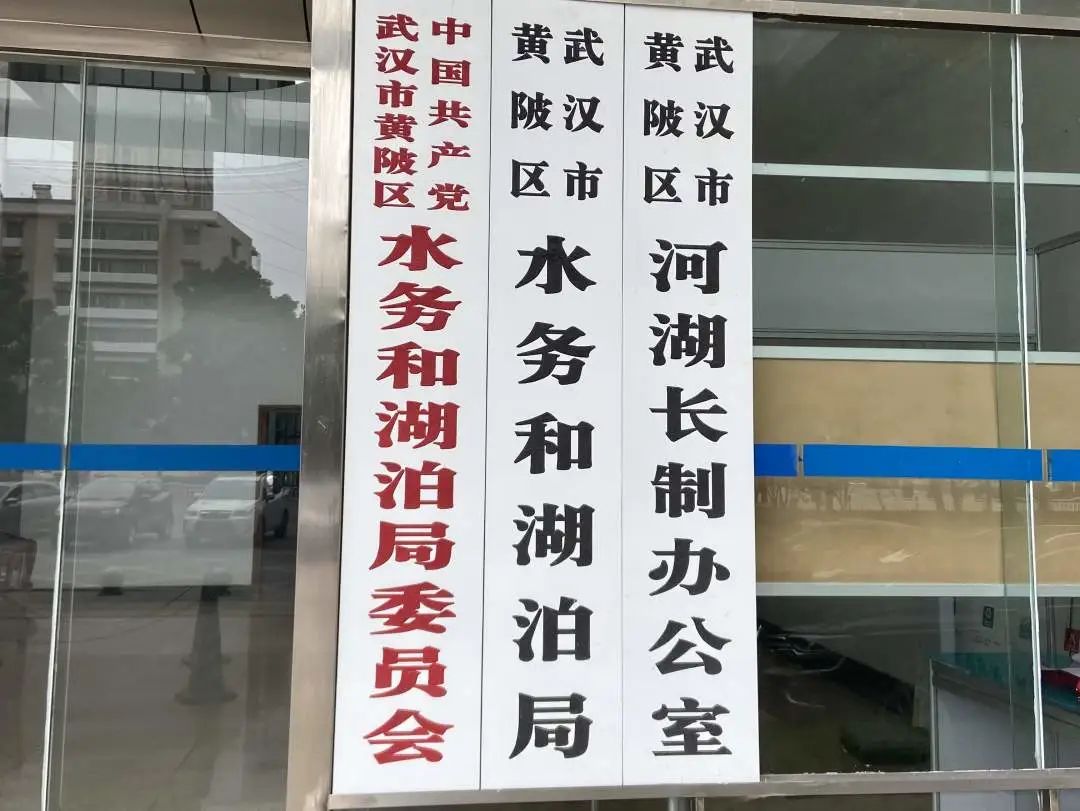 中国共产党
武汉市黄陂区
水务和湖泊局委员会
武汉市
黄陂区
水务和湖泊局
武汉市
黄陂区
河湖长制办公室